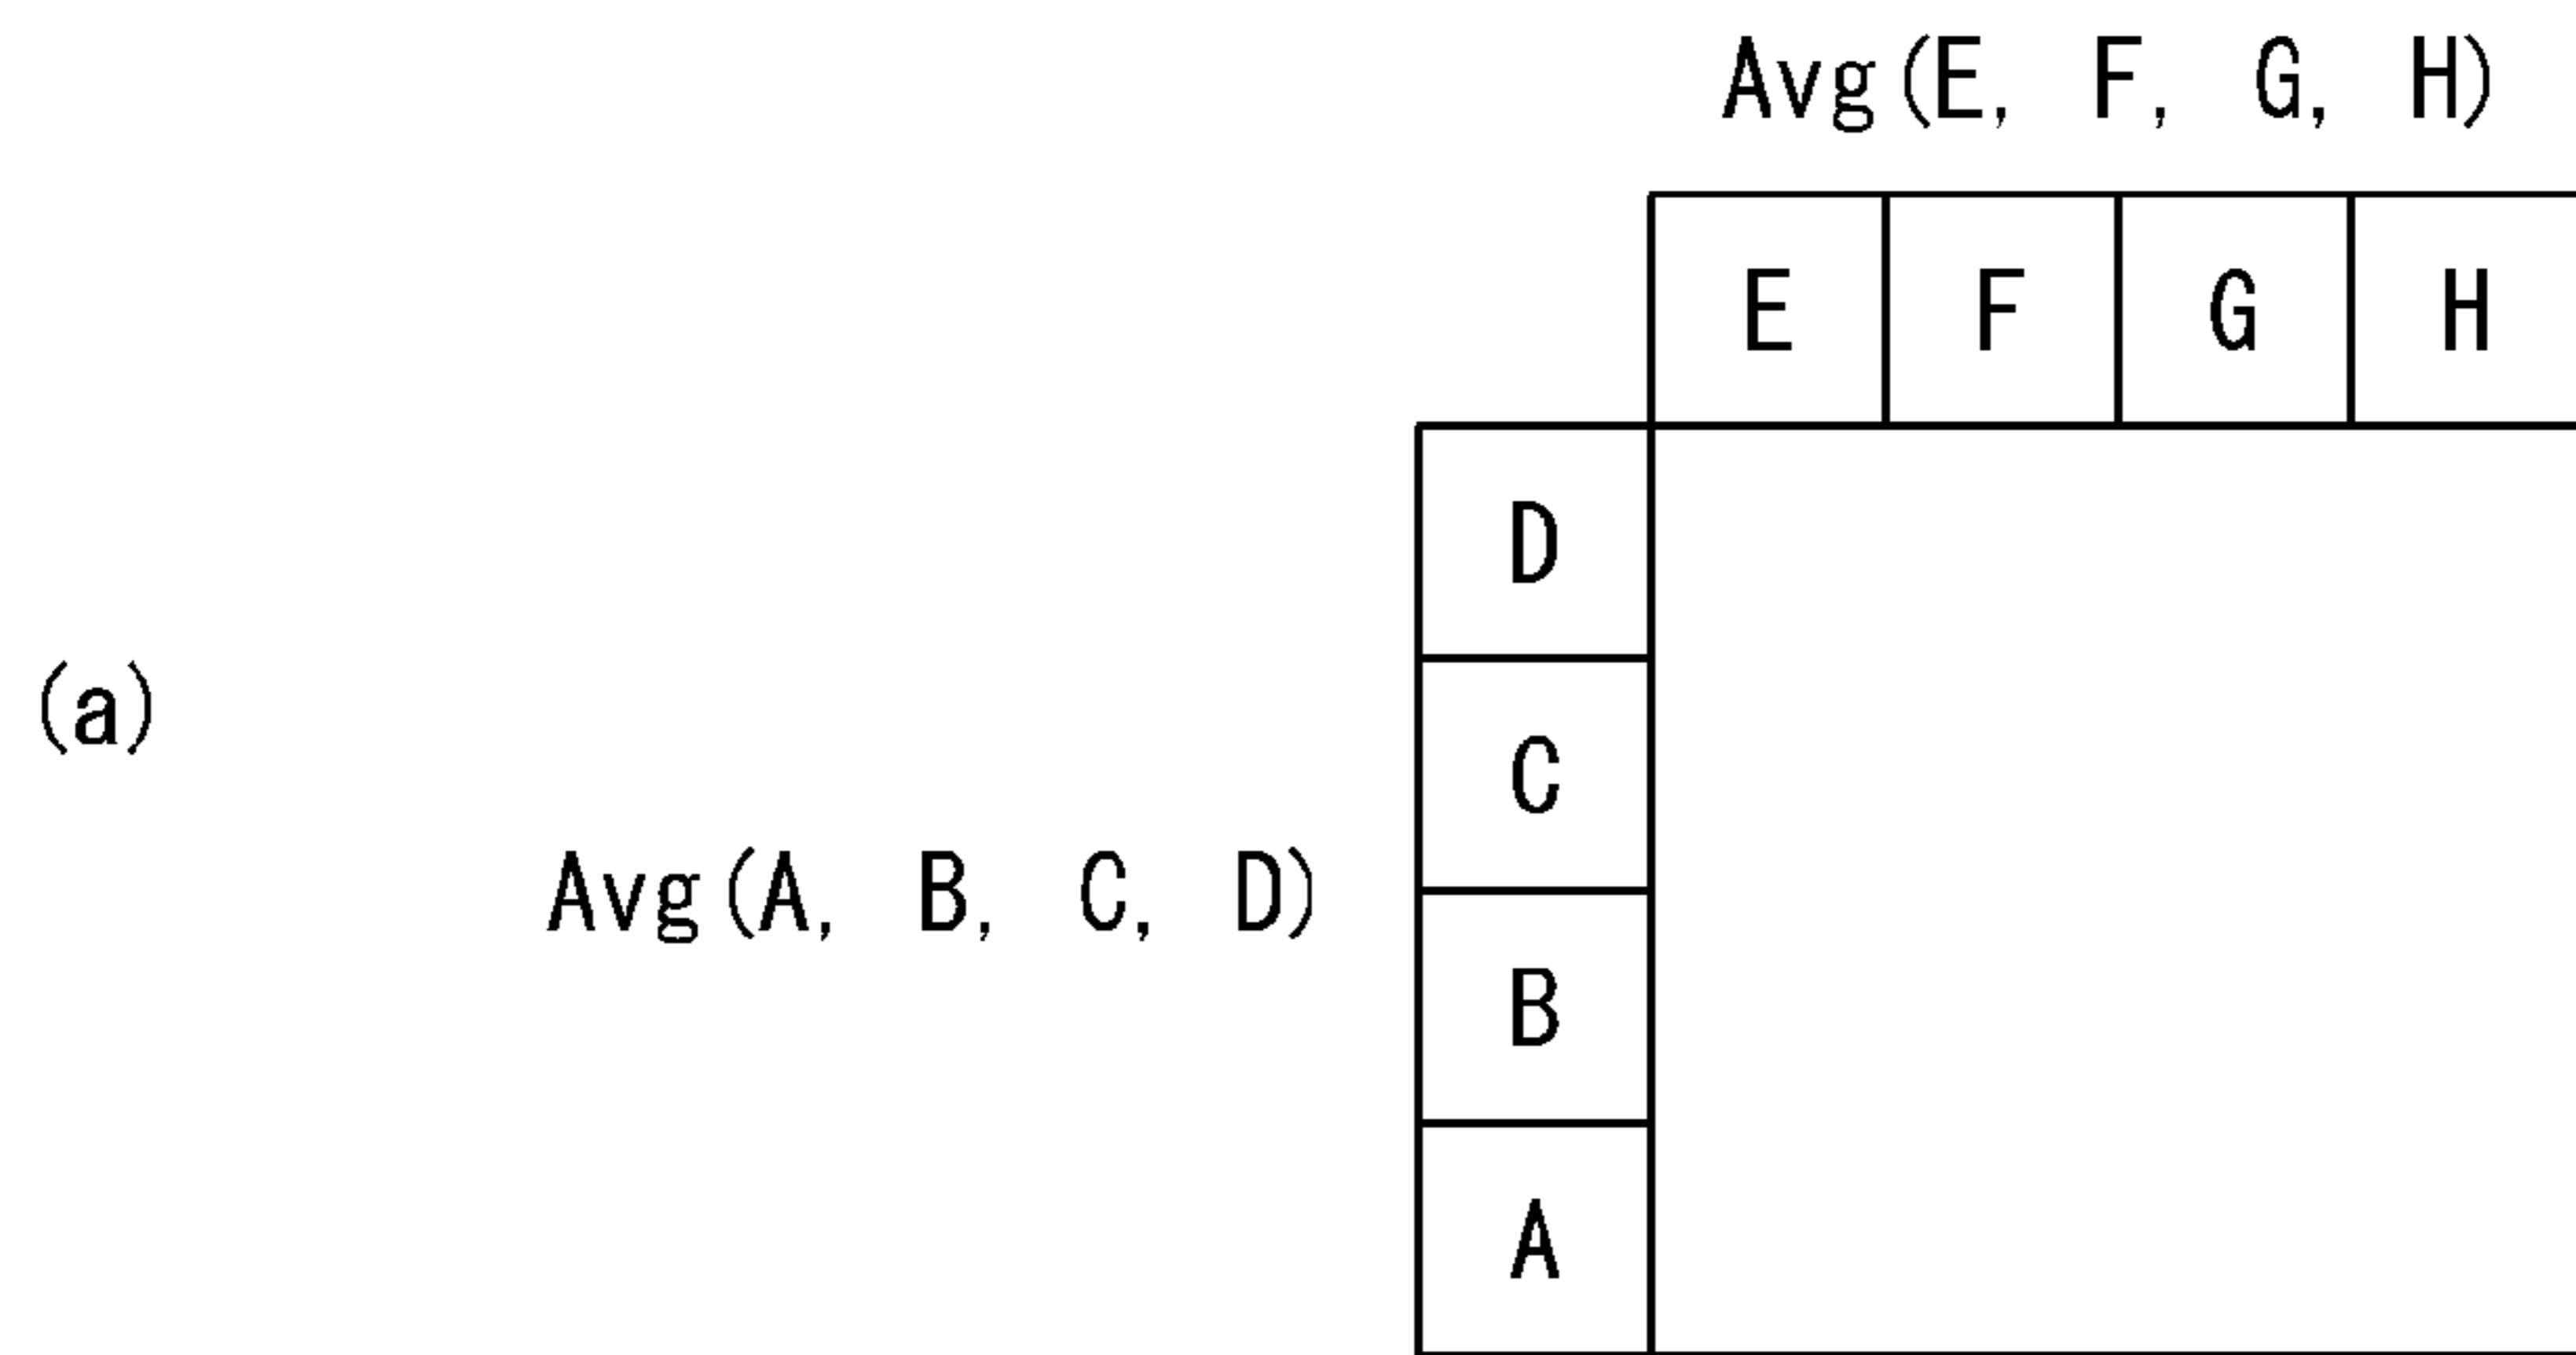 Avg(E, F, G, H)
E F G H
D
(a)
C
Avg(A, B, C, D)
B
A